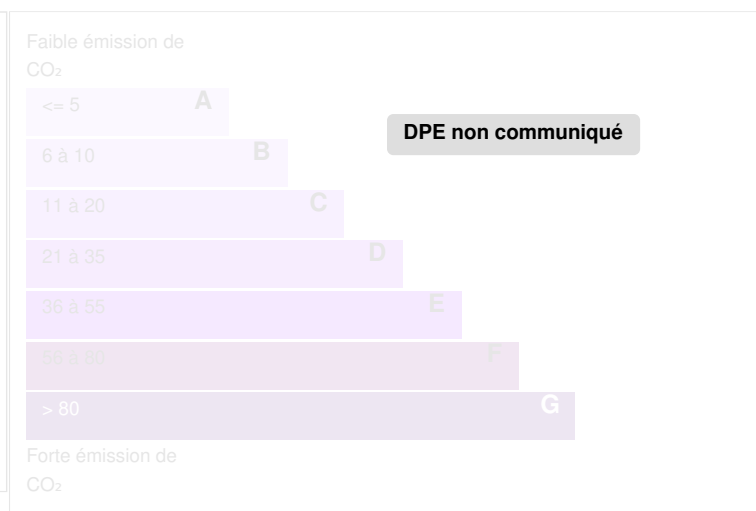 Faible émission de
CO₂
<= 5 A
DPE non communiqué
6 à 10 B
11 à 20 C
21 à 35 D
36 à 55 E
56 à 80 F
> 80 G
Forte émission de
CO₂